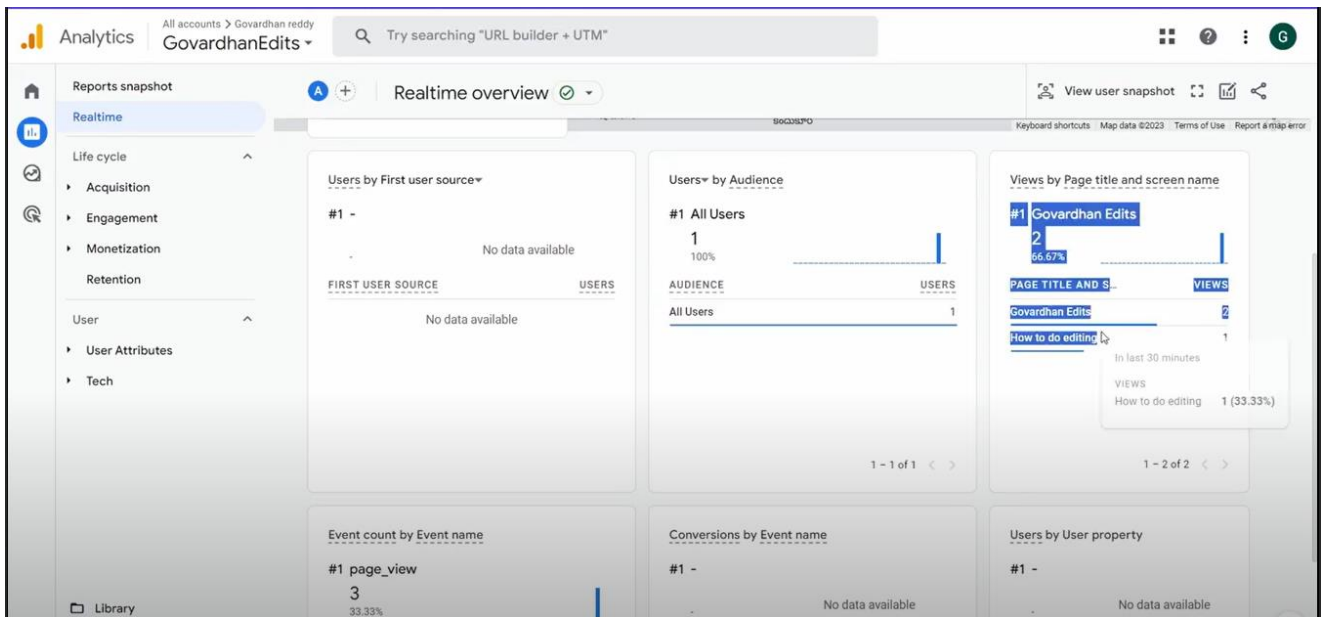 All accounts > Govardhan reddy
Analytics
GovardhanEdits
Try searching "URL builder + UTM"
G
Reports snapshot
Realtime
Life cycle
Acquisition
Engagement
Monetization
Retention
User
User Attributes
Tech
Library
A
Realtime overview
View user snapshot
Keyboard shortcuts Map data ©2023 Terms of Use Report a map error
Users by First user source
#1 -
-
No data available
FIRST USER SOURCE USERS
No data available
Users by Audience
#1 All Users
1
100%
AUDIENCE USERS
All Users 1
1 – 1 of 1
Views by Page title and screen name
#1 Govardhan Edits
2
66.67%
PAGE TITLE AND S... VIEWS
Govardhan Edits 2
How to do editing 1
In last 30 minutes
VIEWS
How to do editing 1 (33.33%)
1 – 2 of 2
Event count by Event name
#1 page_view
3
33.33%
Conversions by Event name
#1 -
-
No data available
Users by User property
#1 -
-
No data available